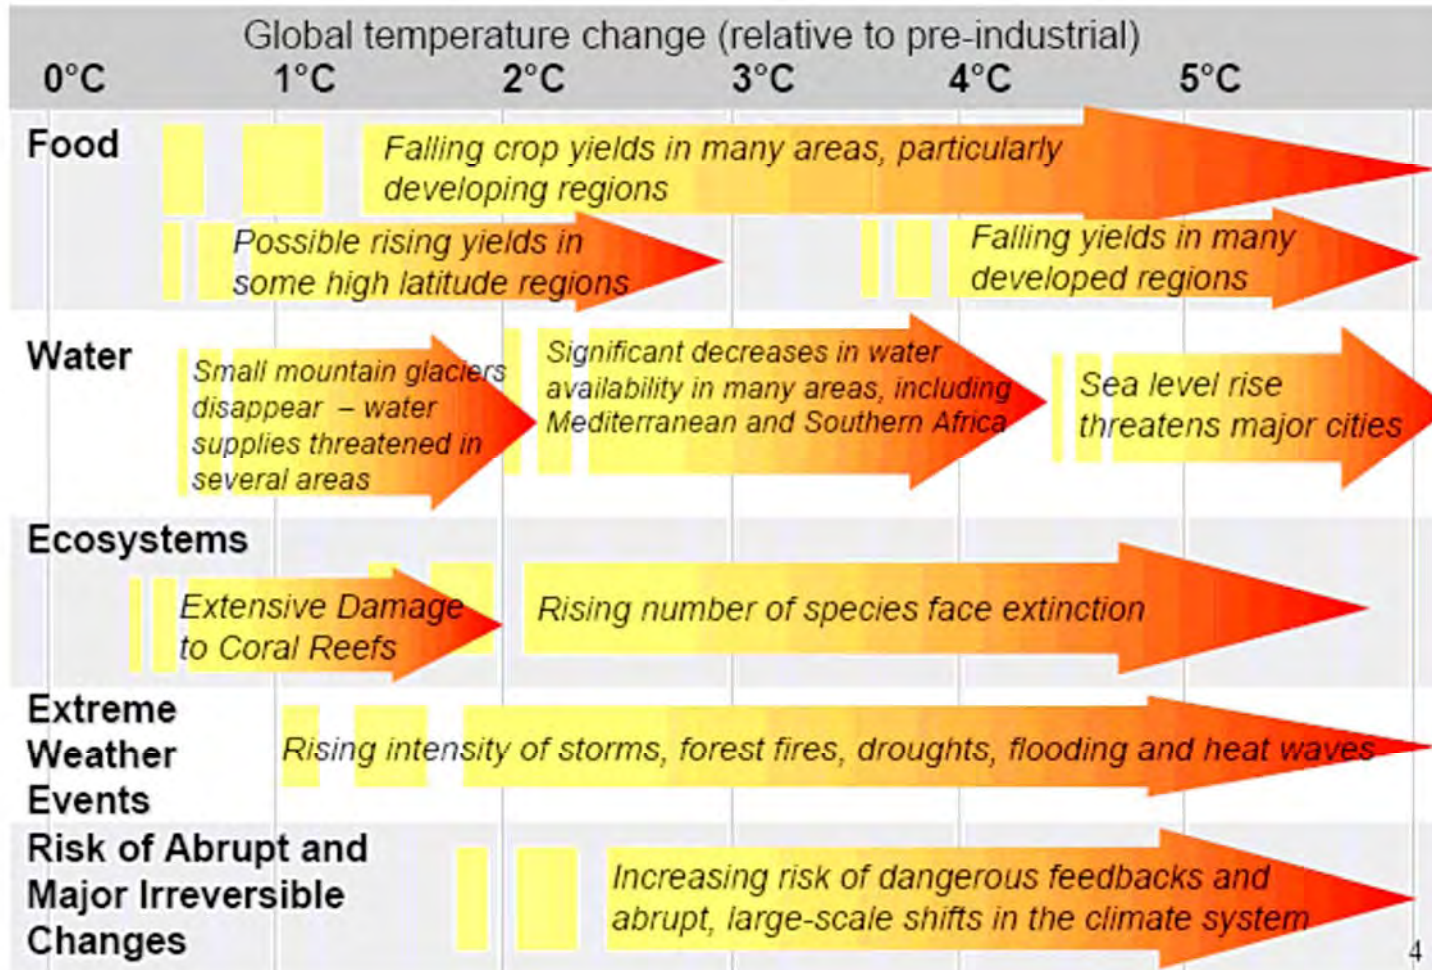 Global temperature change (relative to pre-industrial)
0°C 1°C 2°C 3°C 4°C 5°C
Food
Falling crop yields in many areas, particularly
developing regions
Possible rising yields in
some high latitude regions
Falling yields in many
developed regions
Water
Small mountain glaciers
disappear – water
supplies threatened in
several areas
Significant decreases in water
availability in many areas, including
Mediterranean and Southern Africa
Sea level rise
threatens major cities
Ecosystems
Extensive Damage
to Coral Reefs
Rising number of species face extinction
Extreme
Weather
Events
Rising intensity of storms, forest fires, droughts, flooding and heat waves
Risk of Abrupt and
Major Irreversible
Changes
Increasing risk of dangerous feedbacks and
abrupt, large-scale shifts in the climate system
4